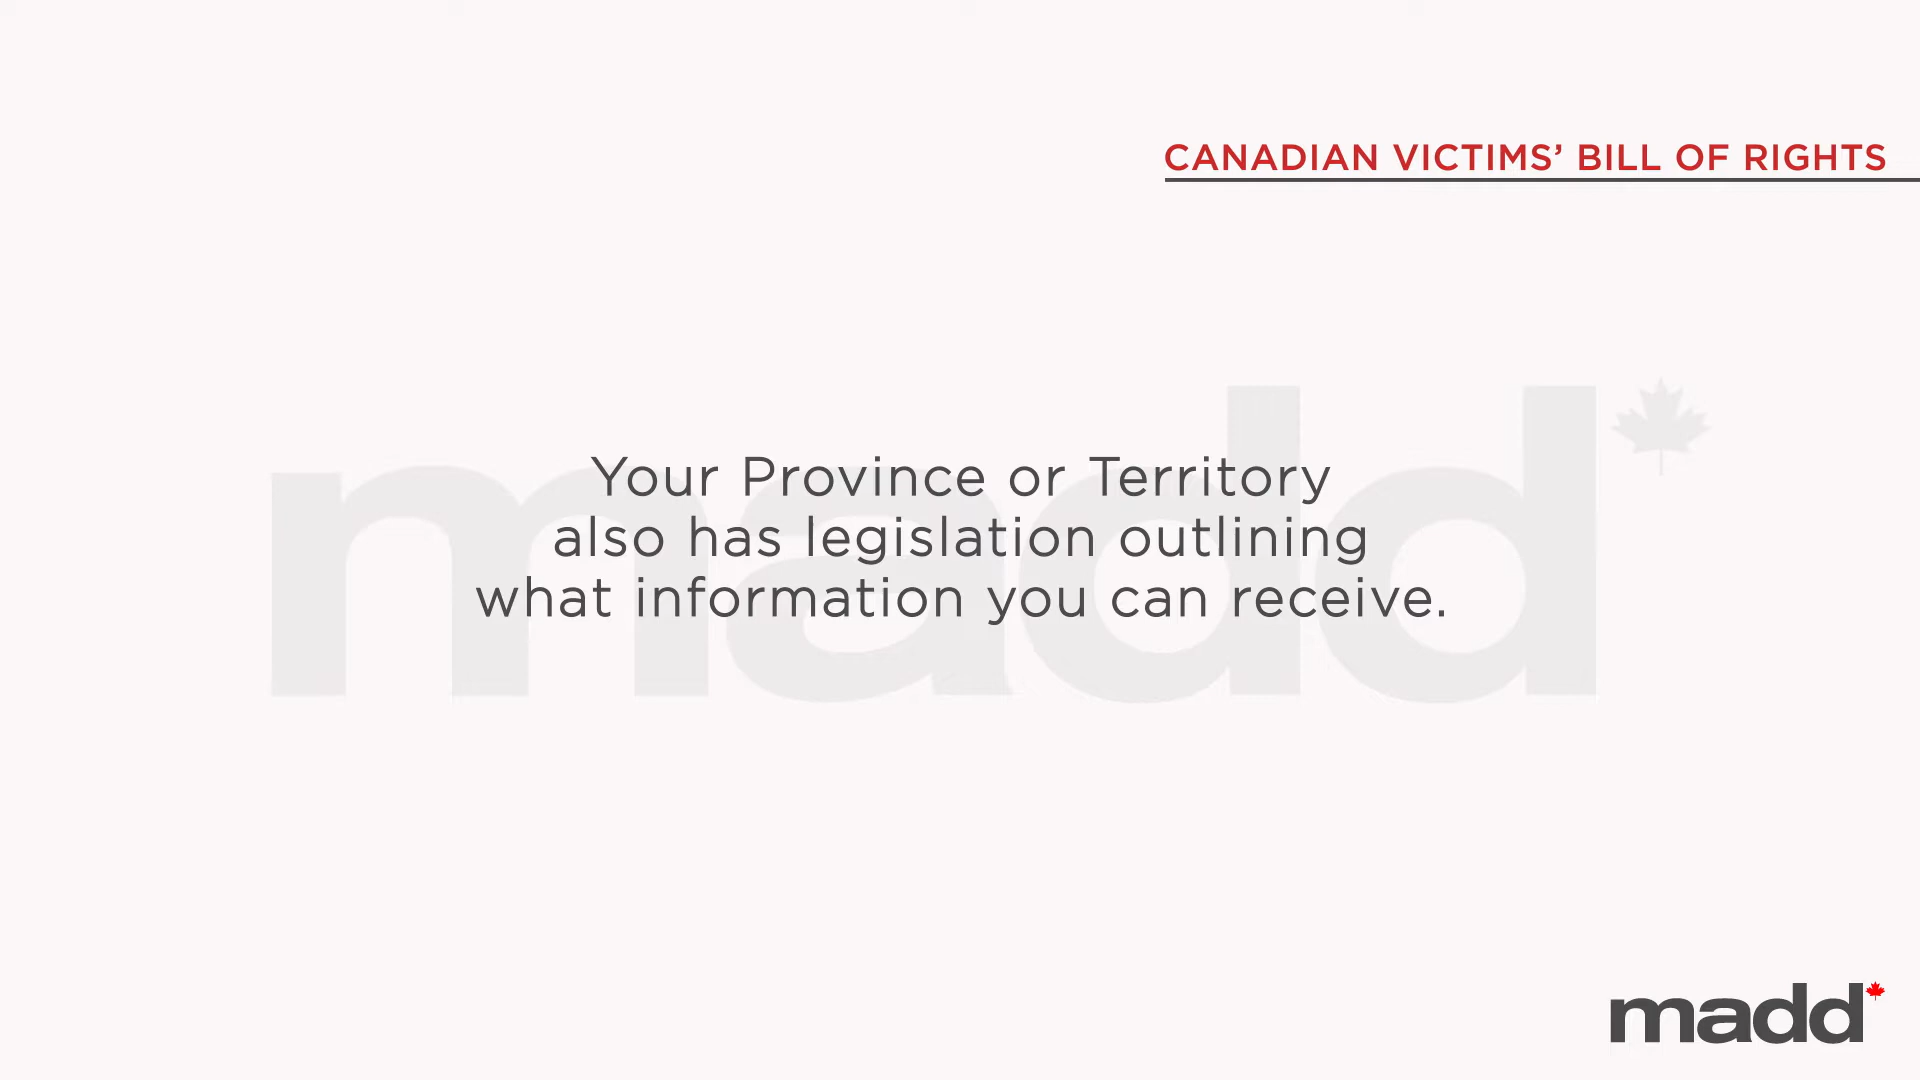 CANADIAN VICTIMS’ BILL OF RIGHTS
Your Province or Territory
also has legislation outlining
what information you can receive.
madd
madd